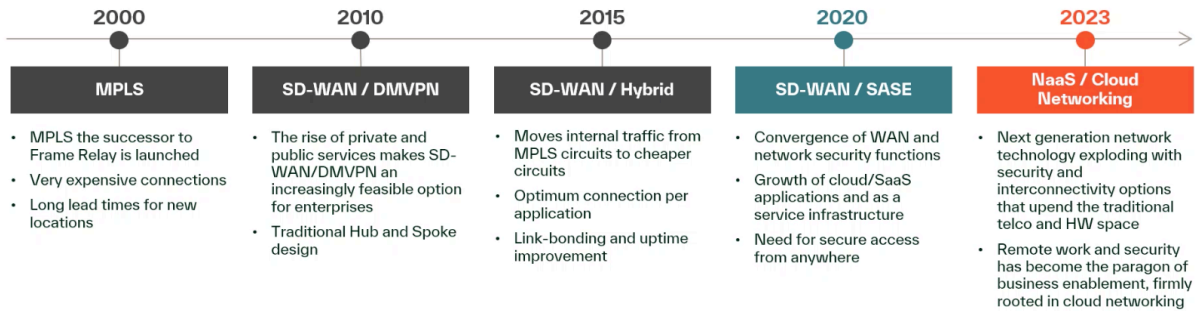 2000
2010
2015
2020
2023
MPLS
SD-WAN / DMVPN
SD-WAN / Hybrid
SD-WAN / SASE
NaaS / Cloud
Networking
• MPLS the successor to
Frame Relay is launched
• Very expensive connections
• Long lead times for new
locations
• The rise of private and
public services makes SD-
WAN/DMVPN an
increasingly feasible option
for enterprises
• Traditional Hub and Spoke
design
• Moves internal traffic from
MPLS circuits to cheaper
circuits
• Optimum connection per
application
• Link-bonding and uptime
improvement
• Convergence of WAN and
network security functions
• Growth of cloud/SaaS
applications and as a
service infrastructure
• Need for secure access
from anywhere
• Next generation network
technology exploding with
security and
interconnectivity options
that upend the traditional
telco and HW space
• Remote work and security
has become the paragon of
business enablement, firmly
rooted in cloud networking